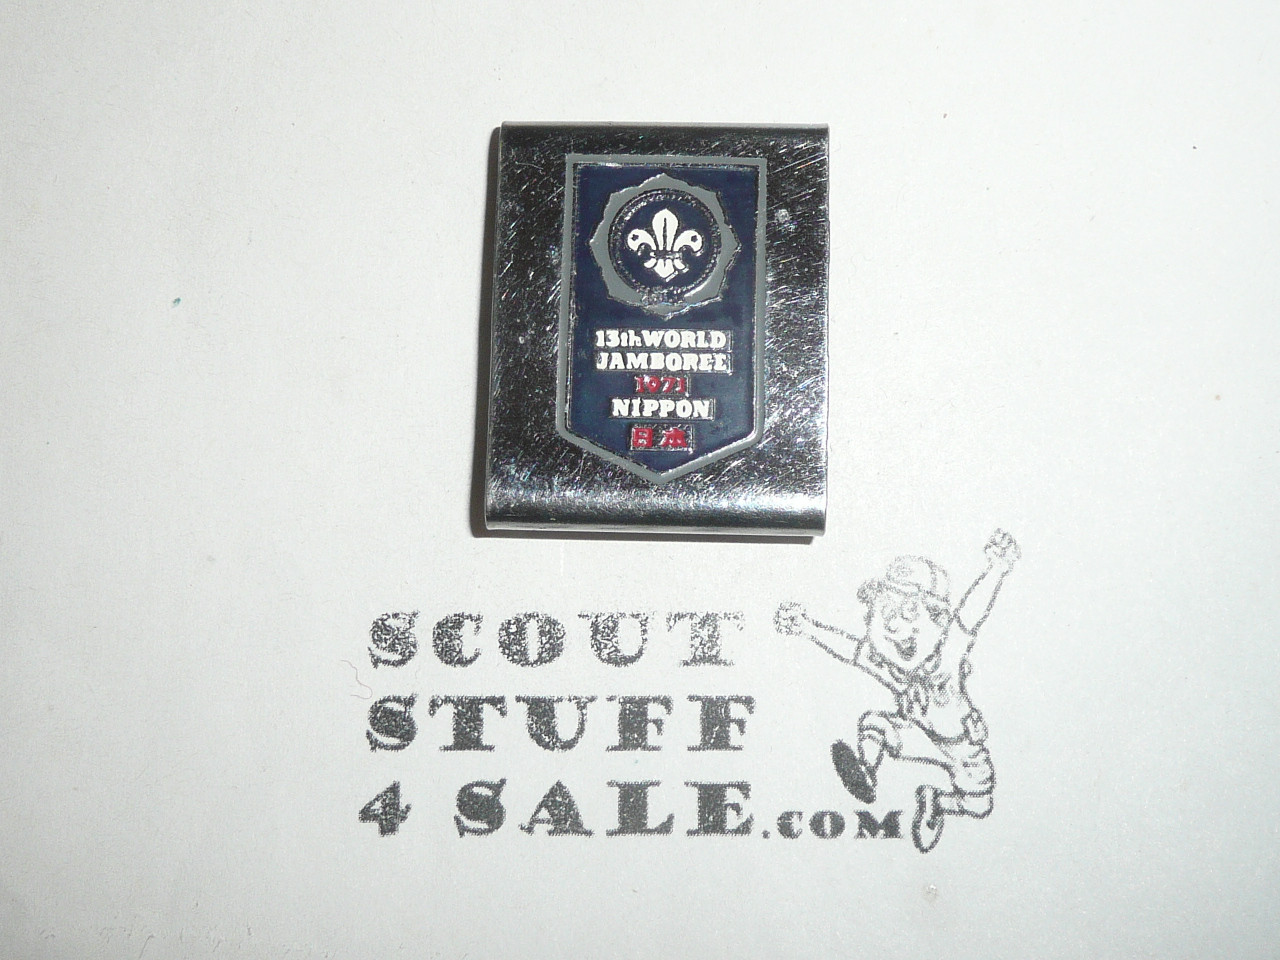 13th WORLD
JAMBOREE
1971
NIPPON
日本
SCOUT
STUFF
4 SALE.COM